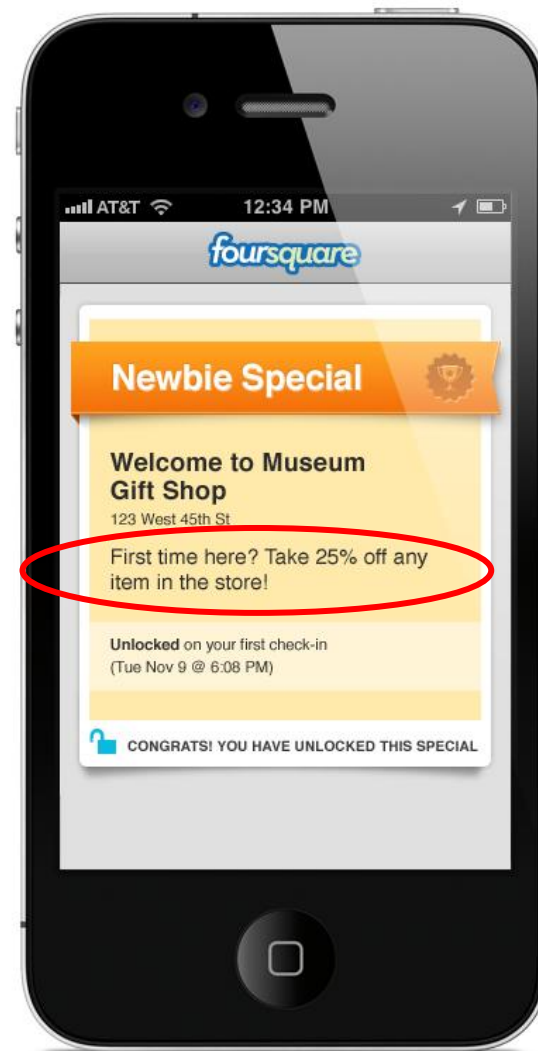 AT&T 12:34 PM
foursquare
Newbie Special
Welcome to Museum
Gift Shop
123 West 45th St
First time here? Take 25% off any
item in the store!
Unlocked on your first check-in
(Tue Nov 9 @ 6:08 PM)
CONGRATS! YOU HAVE UNLOCKED THIS SPECIAL